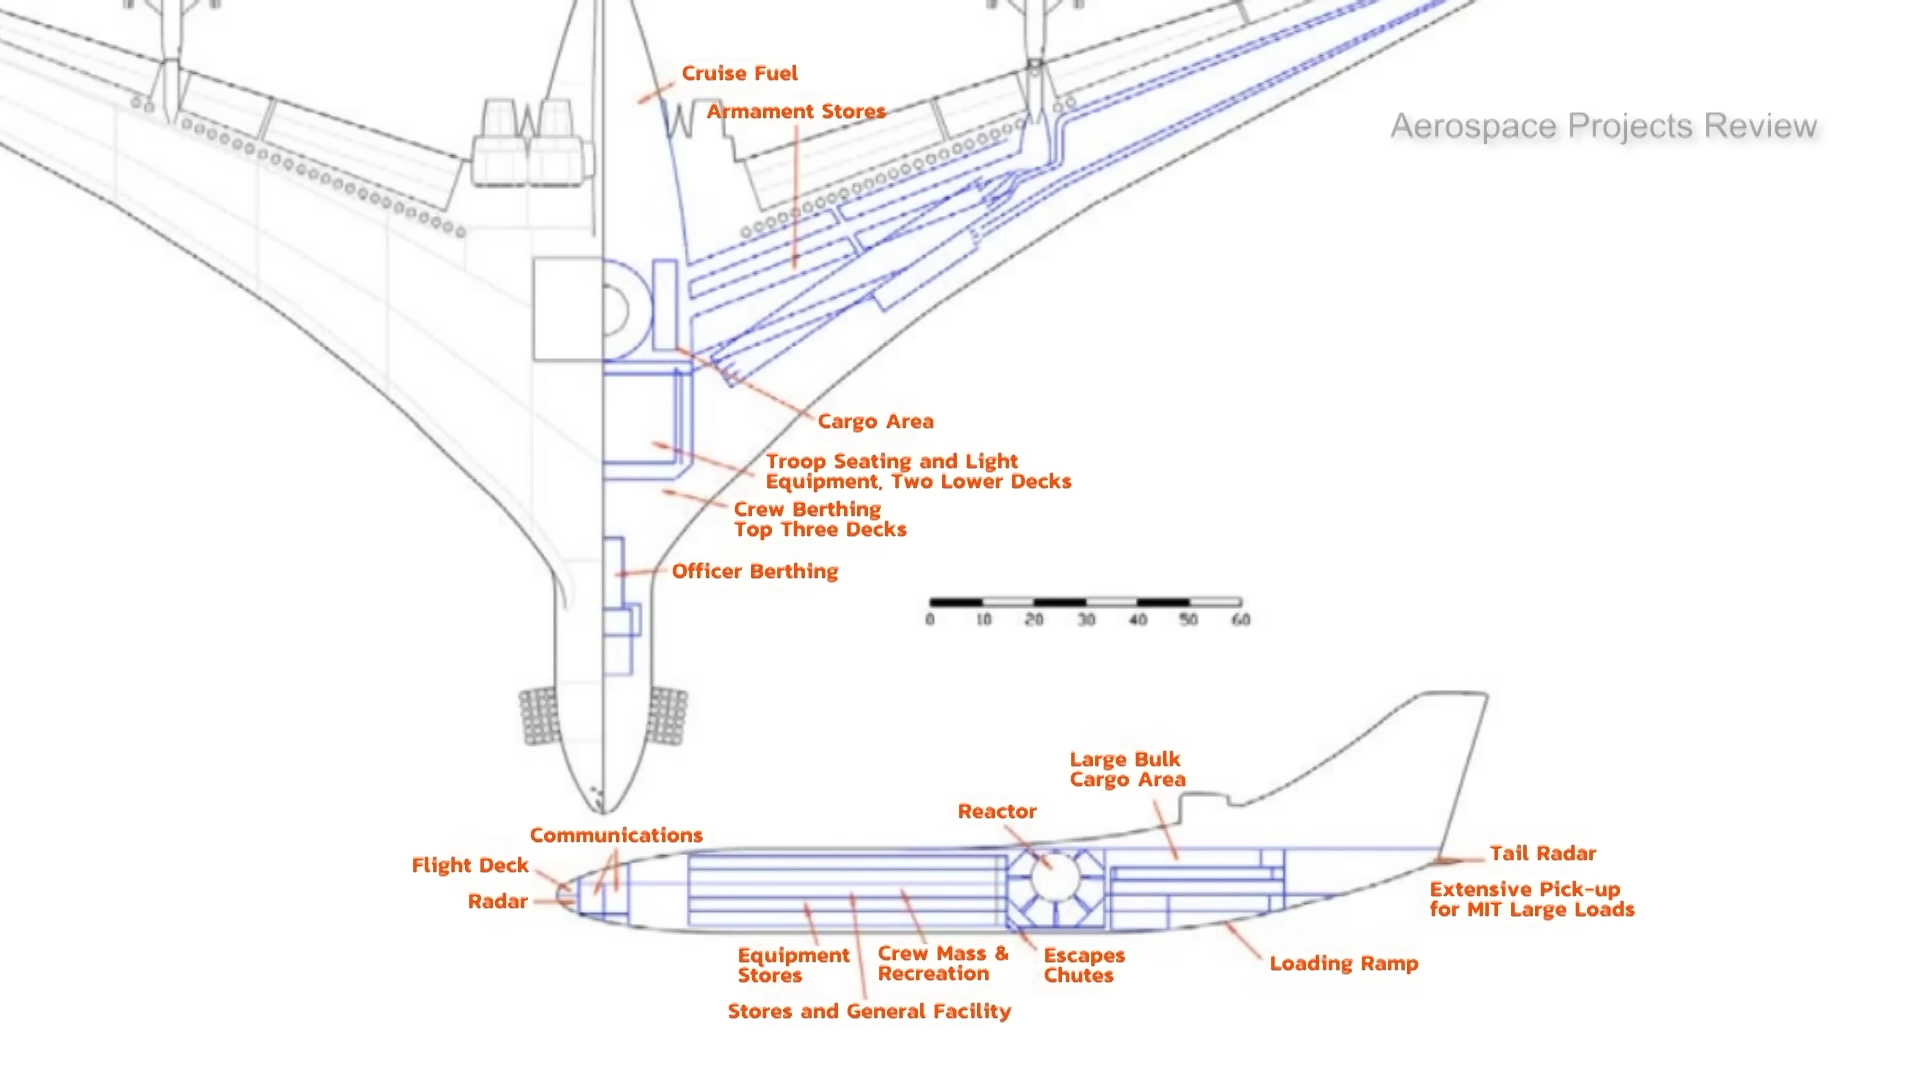 Cruise Fuel
Armament Stores
Aerospace Projects Review
Cargo Area
Troop Seating and Light
Equipment, Two Lower Decks
Crew Berthing
Top Three Decks
Officer Berthing
0 10 20 30 40 50 60
Large Bulk
Cargo Area
Reactor
Communications
Flight Deck
Radar
Tail Radar
Extensive Pick-up
for MIT Large Loads
Equipment
Stores
Crew Mass &
Recreation
Escapes
Chutes
Loading Ramp
Stores and General Facility